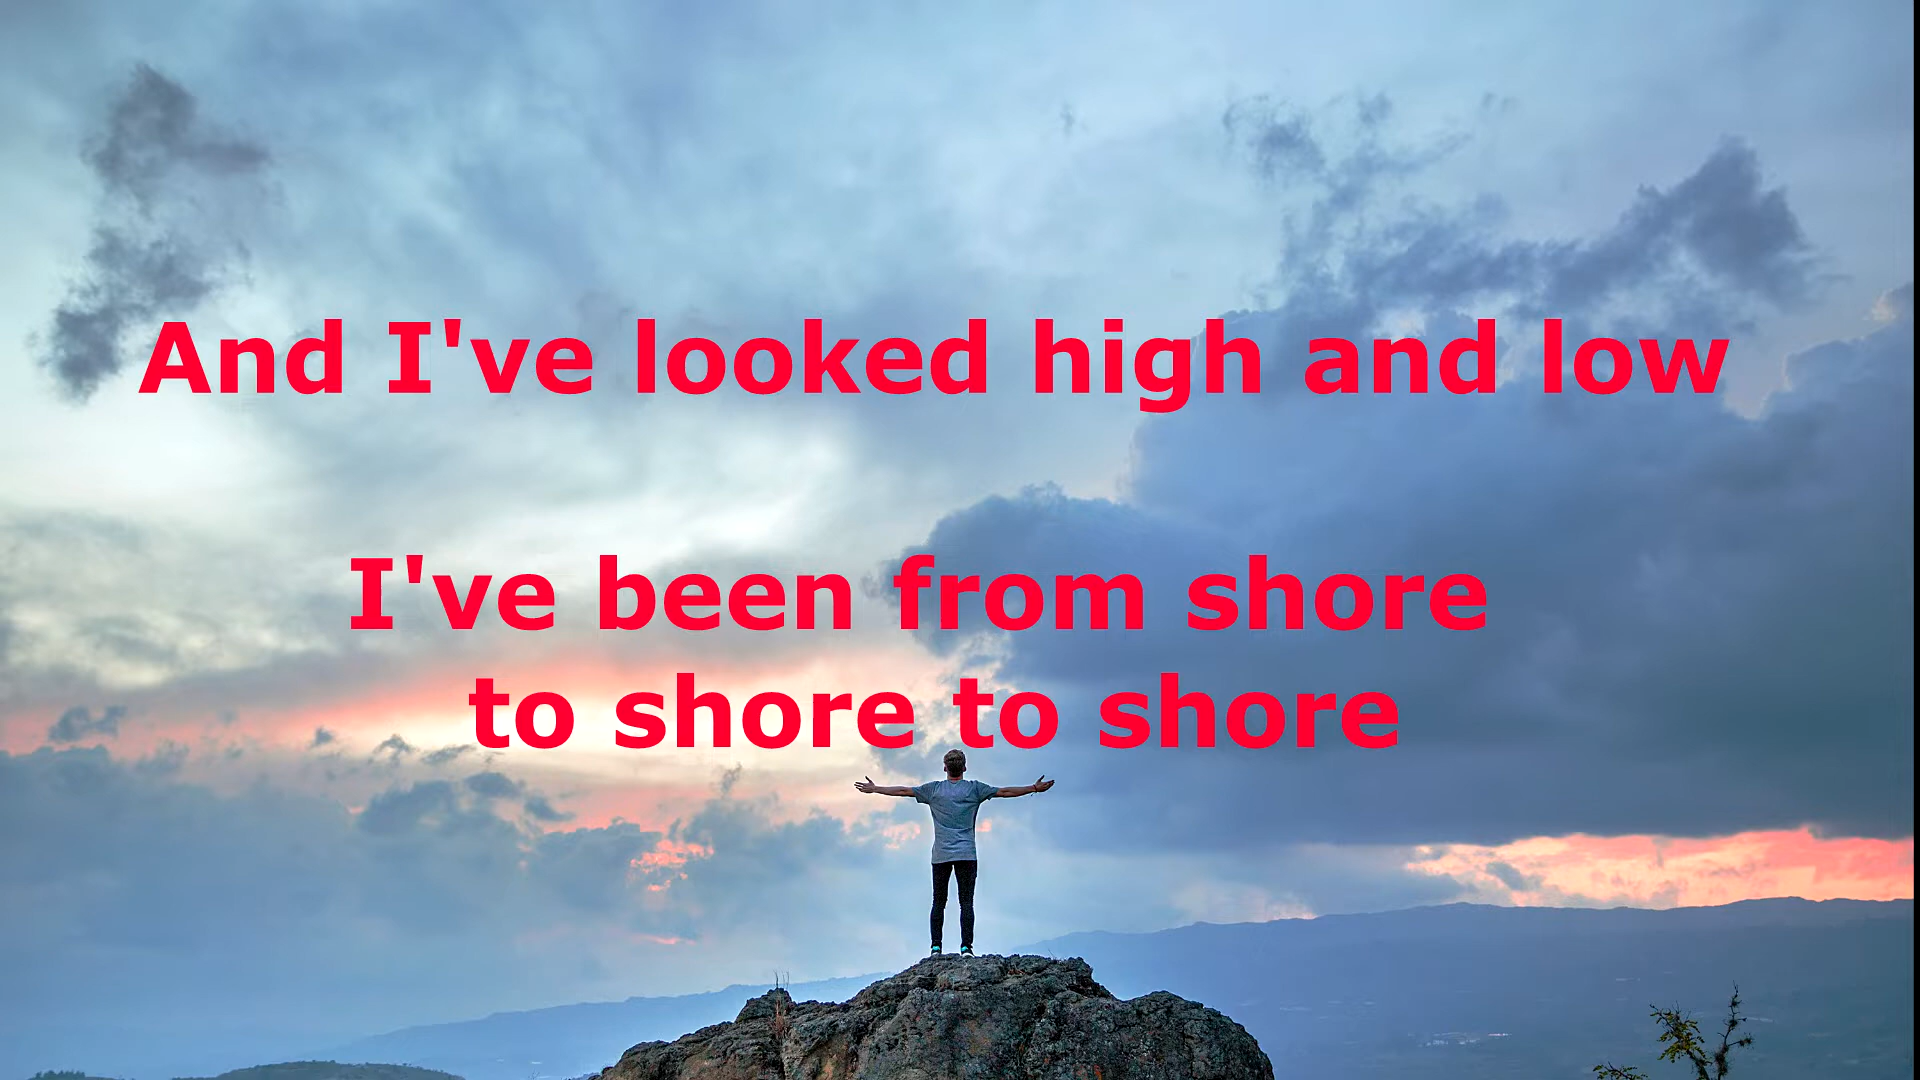 And I've looked high and low
I've been from shore
to shore to shore